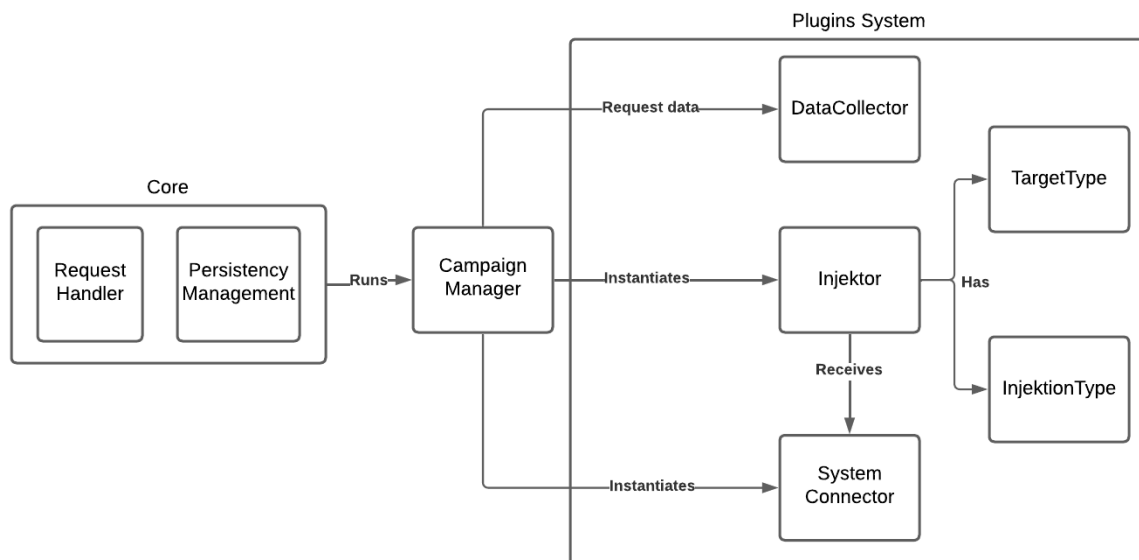 Plugins System
Request data
DataCollector
TargetType
Core
Request
Handler
Persistency
Management
Runs
Campaign
Manager
Instantiates
Injektor
Has
Receives
InjektionType
Instantiates
System
Connector